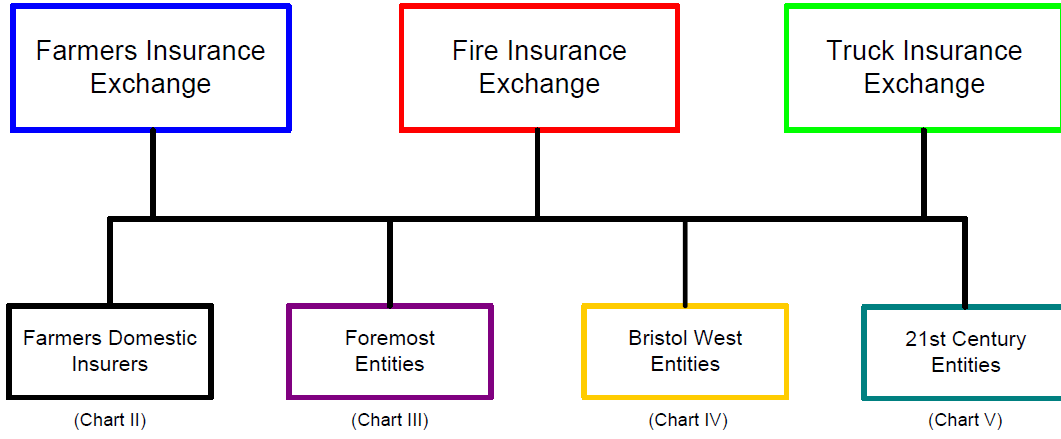 Farmers Insurance
Exchange
Fire Insurance
Exchange
Truck Insurance
Exchange
Farmers Domestic
Insurers
Foremost
Entities
Bristol West
Entities
21st Century
Entities
(Chart II)
(Chart III)
(Chart IV)
(Chart V)